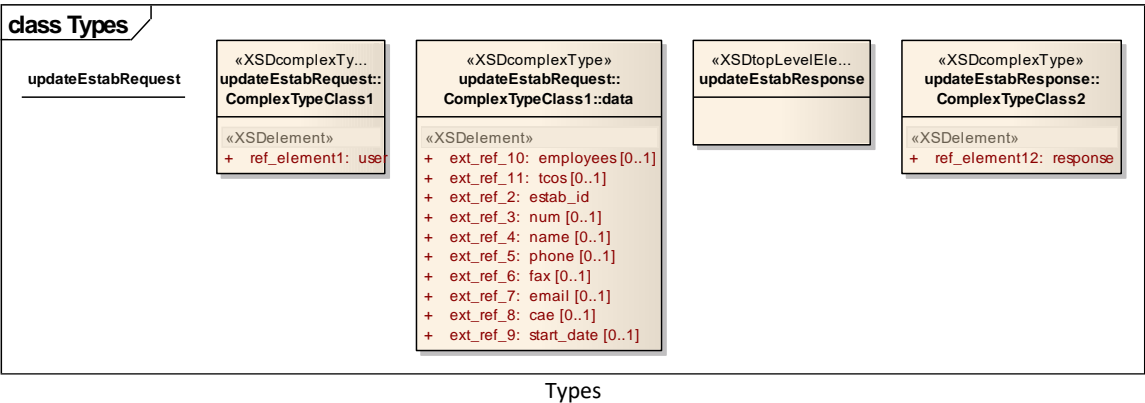 class Types
updateEstabRequest
«XSDcomplexTy...
updateEstabRequest::
ComplexTypeClass1
«XSDelement»
+ ref_element1: user
«XSDcomplexType»
updateEstabRequest::
ComplexTypeClass1::data
«XSDelement»
+ ext_ref_10: employees [0..1]
+ ext_ref_11: tcos [0..1]
+ ext_ref_2: estab_id
+ ext_ref_3: num [0..1]
+ ext_ref_4: name [0..1]
+ ext_ref_5: phone [0..1]
+ ext_ref_6: fax [0..1]
+ ext_ref_7: email [0..1]
+ ext_ref_8: cae [0..1]
+ ext_ref_9: start_date [0..1]
«XSDtopLevelEle...
updateEstabResponse
«XSDcomplexType»
updateEstabResponse::
ComplexTypeClass2
«XSDelement»
+ ref_element12: response
Types